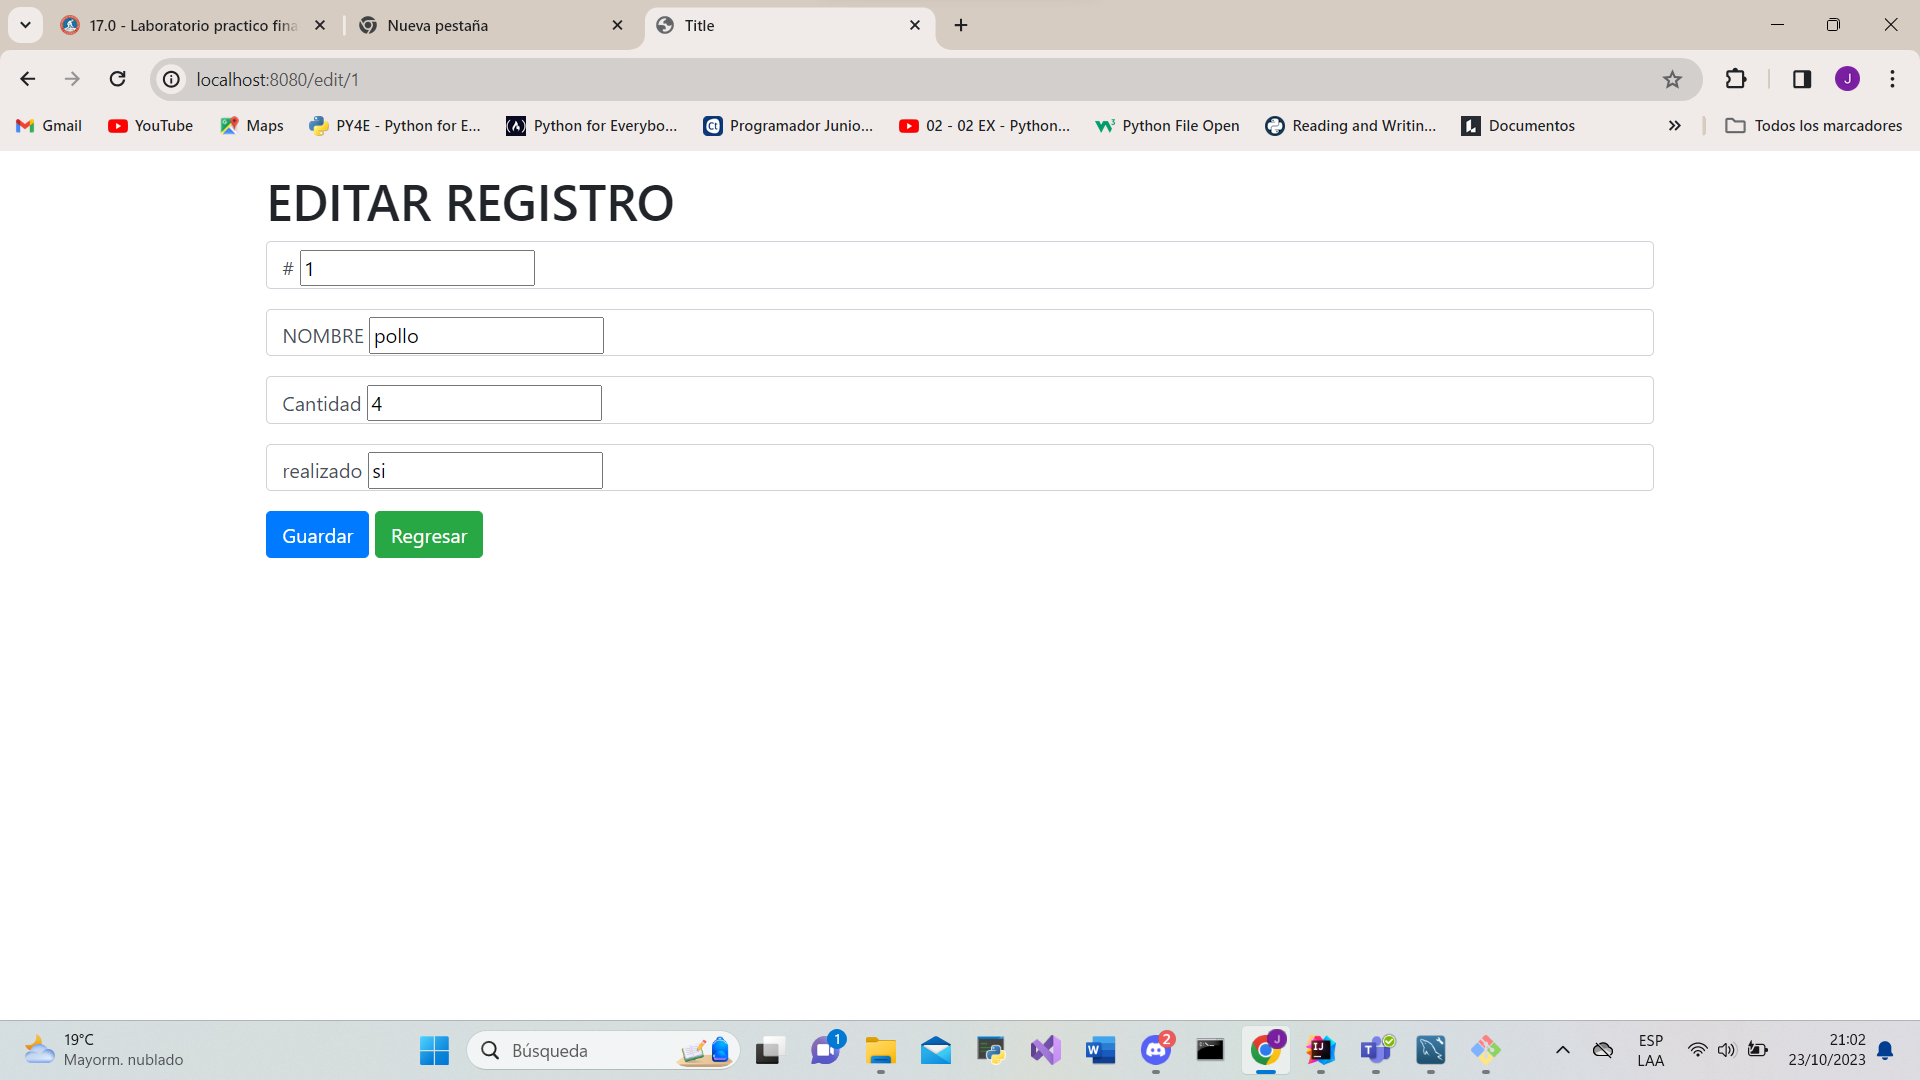 17.0 - Laboratorio practico fina
Nueva pestaña
Title
localhost:8080/edit/1
J
Gmail
YouTube
Maps
PY4E - Python for E...
Python for Everybo...
Programador Junio...
02 - 02 EX - Python...
Python File Open
Reading and Writin...
Documentos
Todos los marcadores
EDITAR REGISTRO
# 1
NOMBRE pollo
Cantidad 4
realizado si
Guardar Regresar
19°C
Mayorm. nublado
Búsqueda
1
2
J
ESP
LAA
21:02
23/10/2023